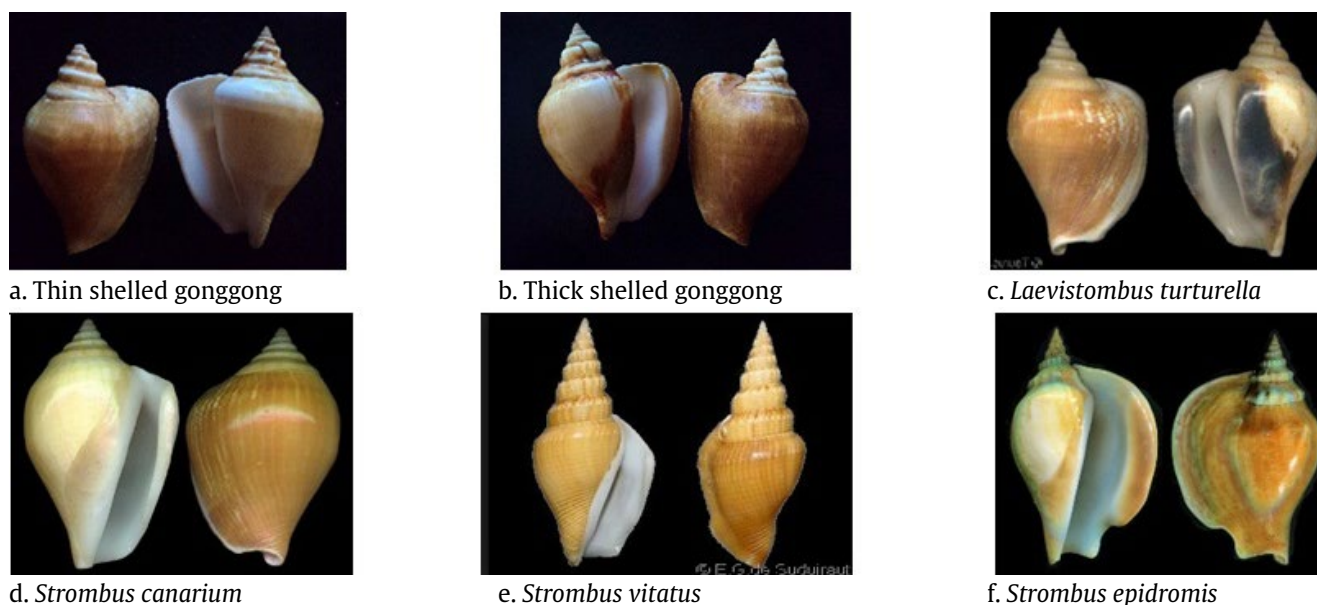 a. Thin shelled gonggong
b. Thick shelled gonggong
c. Laevistombus turturella
d. Strombus canarium
© E.G de Suduiraut
e. Strombus vitatus
f. Strombus epidromis